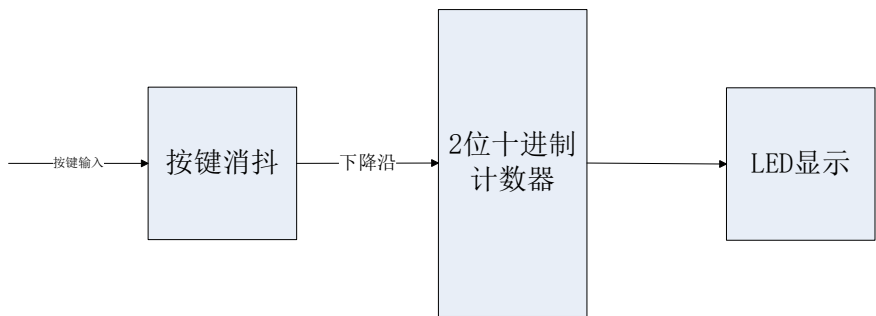 按键输入
按键消抖
下降沿
2位十进制
计数器
LED显示